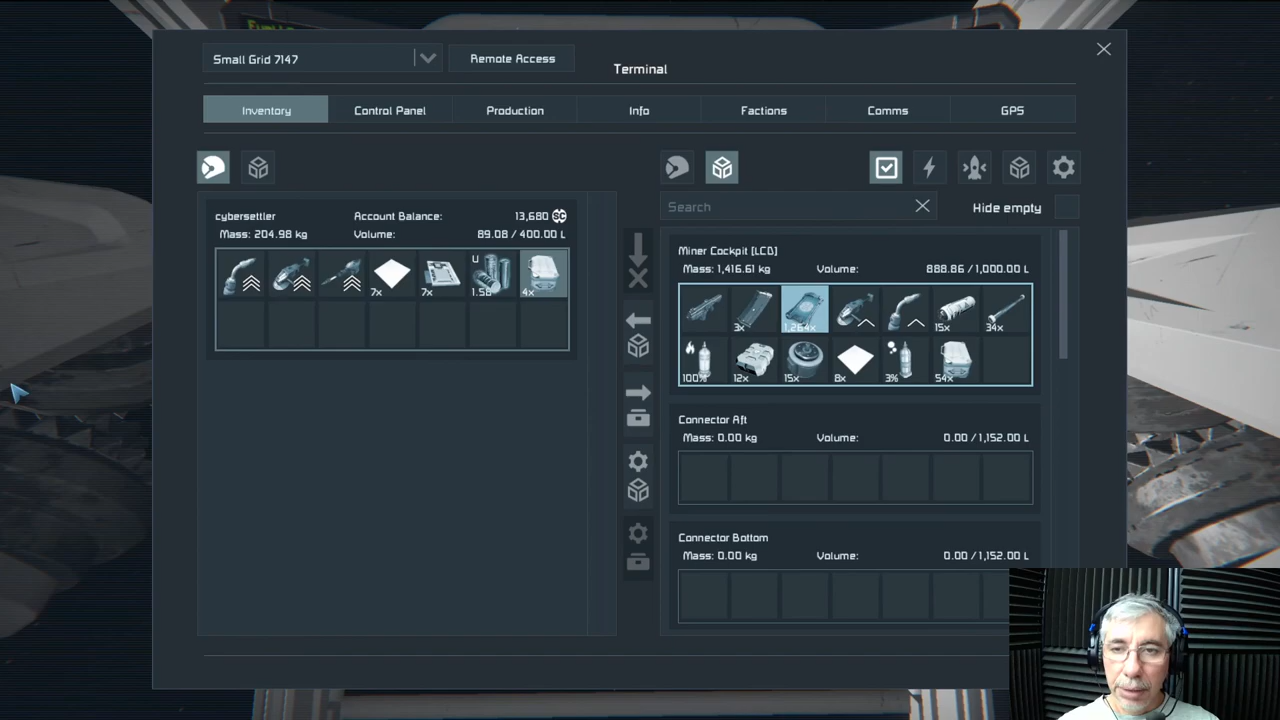 Small Grid 7147
Remote Access
Terminal
Inventory
Control Panel
Production
Info
Factions
Comms
GPS
Search
Hide empty
cybersettler
Account Balance:
13,680 SC
Mass: 204.98 kg
Volume:
89.08 / 400.00 L
7x
7x
U
4x
Miner Cockpit [LCD]
Mass: 1,416.61 kg
Volume:
888.86 / 1,000.00 L
3x
1,264x
15x
34x
100%
12x
15x
8x
3%
54x
Connector Aft
Mass: 0.00 kg
Volume:
0.00 / 1,152.00 L
Connector Bottom
Mass: 0.00 kg
Volume:
0.00 / 1,152.00 L